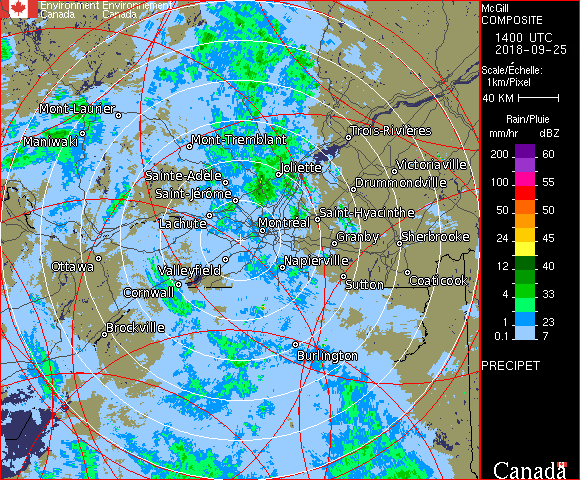 Environment Environnement
Canada Canada
McGill
COMPOSITE
1400 UTC
2018-09-25
Scale/Échelle:
1km/Pixel
40 KM
Rain/Pluie
mm/hr dBZ
200 60
100 55
50 50
24 45
12 40
4 33
1 23
0.1 7
PRECIPET
Canada
Mont-Laurier
Maniwaki
Mont-Tremblant
Trois-Rivières
Sainte-Adèle
Joliette
Victoriaville
Saint-Jérôme
Drummondville
Lachute
Montréal
Saint-Hyacinthe
Granby
Sherbrooke
Ottawa
Valleyfield
Napierville
Cornwall
Sutton
Coaticook
Brockville
Burlington